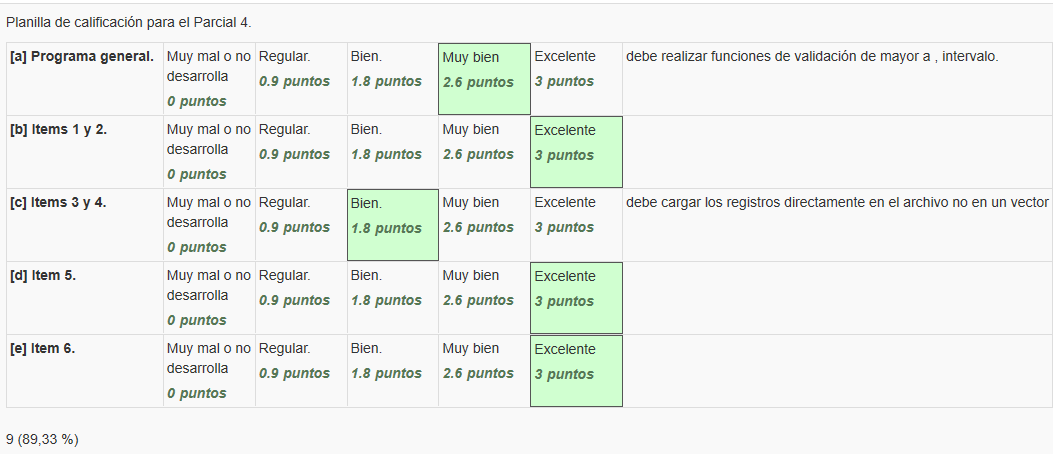 Planilla de calificación para el Parcial 4.
[a] Programa general. Muy mal o no desarrolla 0 puntos Regular. 0.9 puntos Bien. 1.8 puntos Muy bien 2.6 puntos Excelente 3 puntos debe realizar funciones de validación de mayor a , intervalo.
[b] Items 1 y 2. Muy mal o no desarrolla 0 puntos Regular. 0.9 puntos Bien. 1.8 puntos Muy bien 2.6 puntos Excelente 3 puntos
[c] Items 3 y 4. Muy mal o no desarrolla 0 puntos Regular. 0.9 puntos Bien. 1.8 puntos Muy bien 2.6 puntos Excelente 3 puntos debe cargar los registros directamente en el archivo no en un vector
[d] Item 5. Muy mal o no desarrolla 0 puntos Regular. 0.9 puntos Bien. 1.8 puntos Muy bien 2.6 puntos Excelente 3 puntos
[e] Item 6. Muy mal o no desarrolla 0 puntos Regular. 0.9 puntos Bien. 1.8 puntos Muy bien 2.6 puntos Excelente 3 puntos
9 (89,33 %)